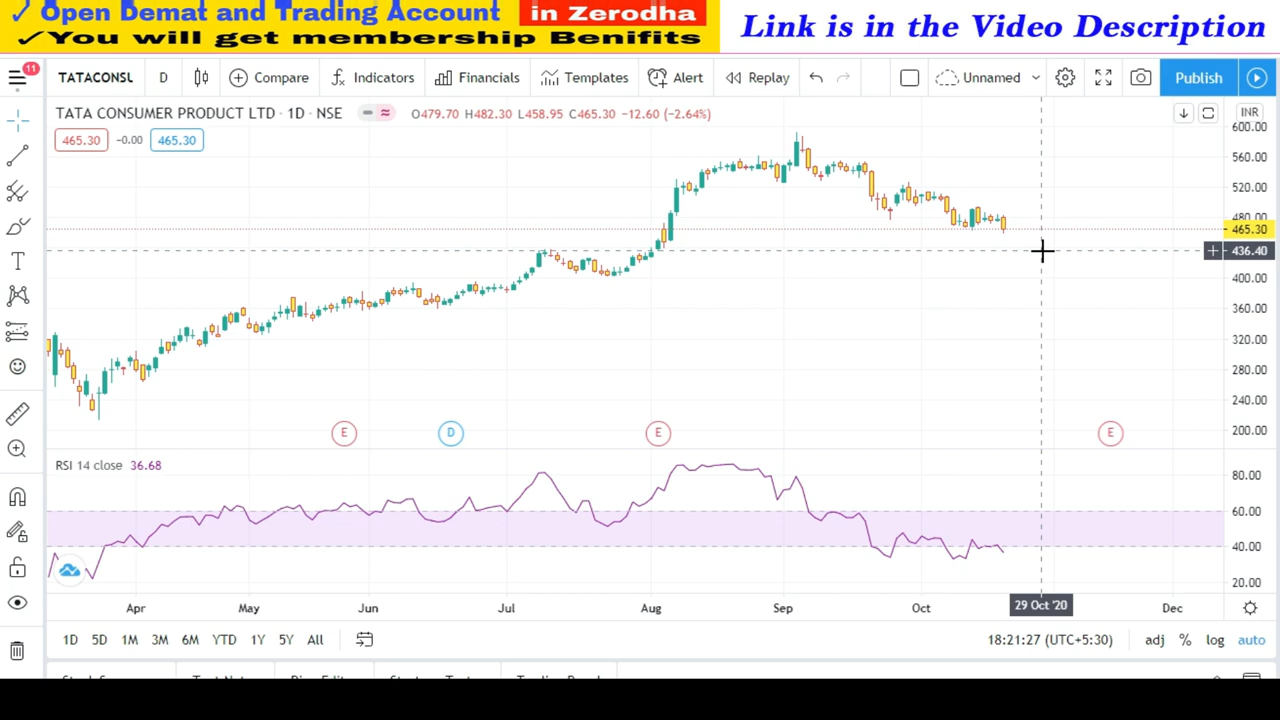 ✓ Open Demat and Trading Account in Zerodha
✓You will get membership Benifits
Link is in the Video Description
11
TATACONSU D Compare Indicators Financials Templates Alert Replay Unnamed Publish
TATA CONSUMER PRODUCT LTD · 1D · NSE O479.70 H482.30 L458.95 C465.30 −12.60 (−2.64%)
INR
465.30 −0.00 465.30
600.00
560.00
520.00
480.00
465.30
436.40
400.00
360.00
320.00
280.00
240.00
200.00
E D E E
RSI 14 close 36.68
80.00
60.00
40.00
20.00
Apr May Jun Jul Aug Sep Oct 29 Oct '20 Dec
1D 5D 1M 3M 6M YTD 1Y 5Y All 18:21:27 (UTC+5:30) adj % log auto